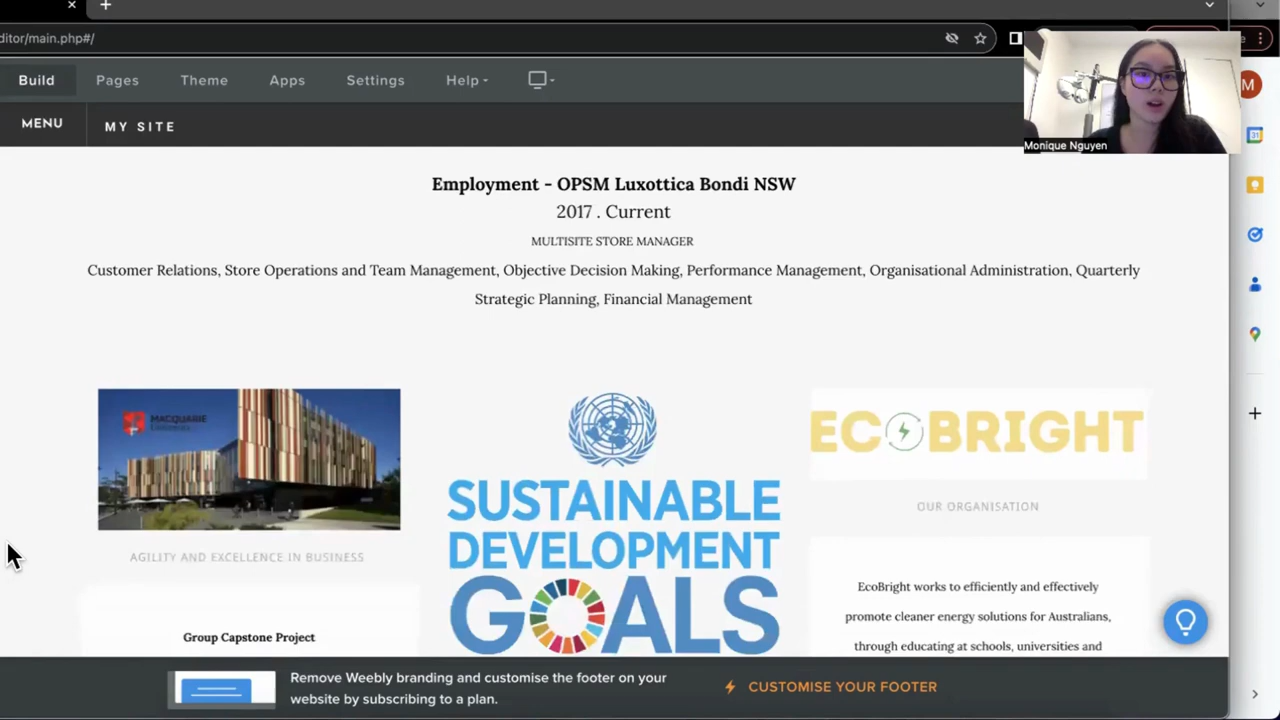 ditor/main.php#/
Build Pages Theme Apps Settings Help
MENU MY SITE
Monique Nguyen
M
31
Employment - OPSM Luxottica Bondi NSW
2017 . Current
MULTISITE STORE MANAGER
Customer Relations, Store Operations and Team Management, Objective Decision Making, Performance Management, Organisational Administration, Quarterly
Strategic Planning, Financial Management
MACQUARIE
University
AGILITY AND EXCELLENCE IN BUSINESS
Group Capstone Project
SUSTAINABLE
DEVELOPMENT
GOALS
ECOBRIGHT
OUR ORGANISATION
EcoBright works to efficiently and effectively
promote cleaner energy solutions for Australians,
through educating at schools, universities and
Remove Weebly branding and customise the footer on your
website by subscribing to a plan.
CUSTOMISE YOUR FOOTER